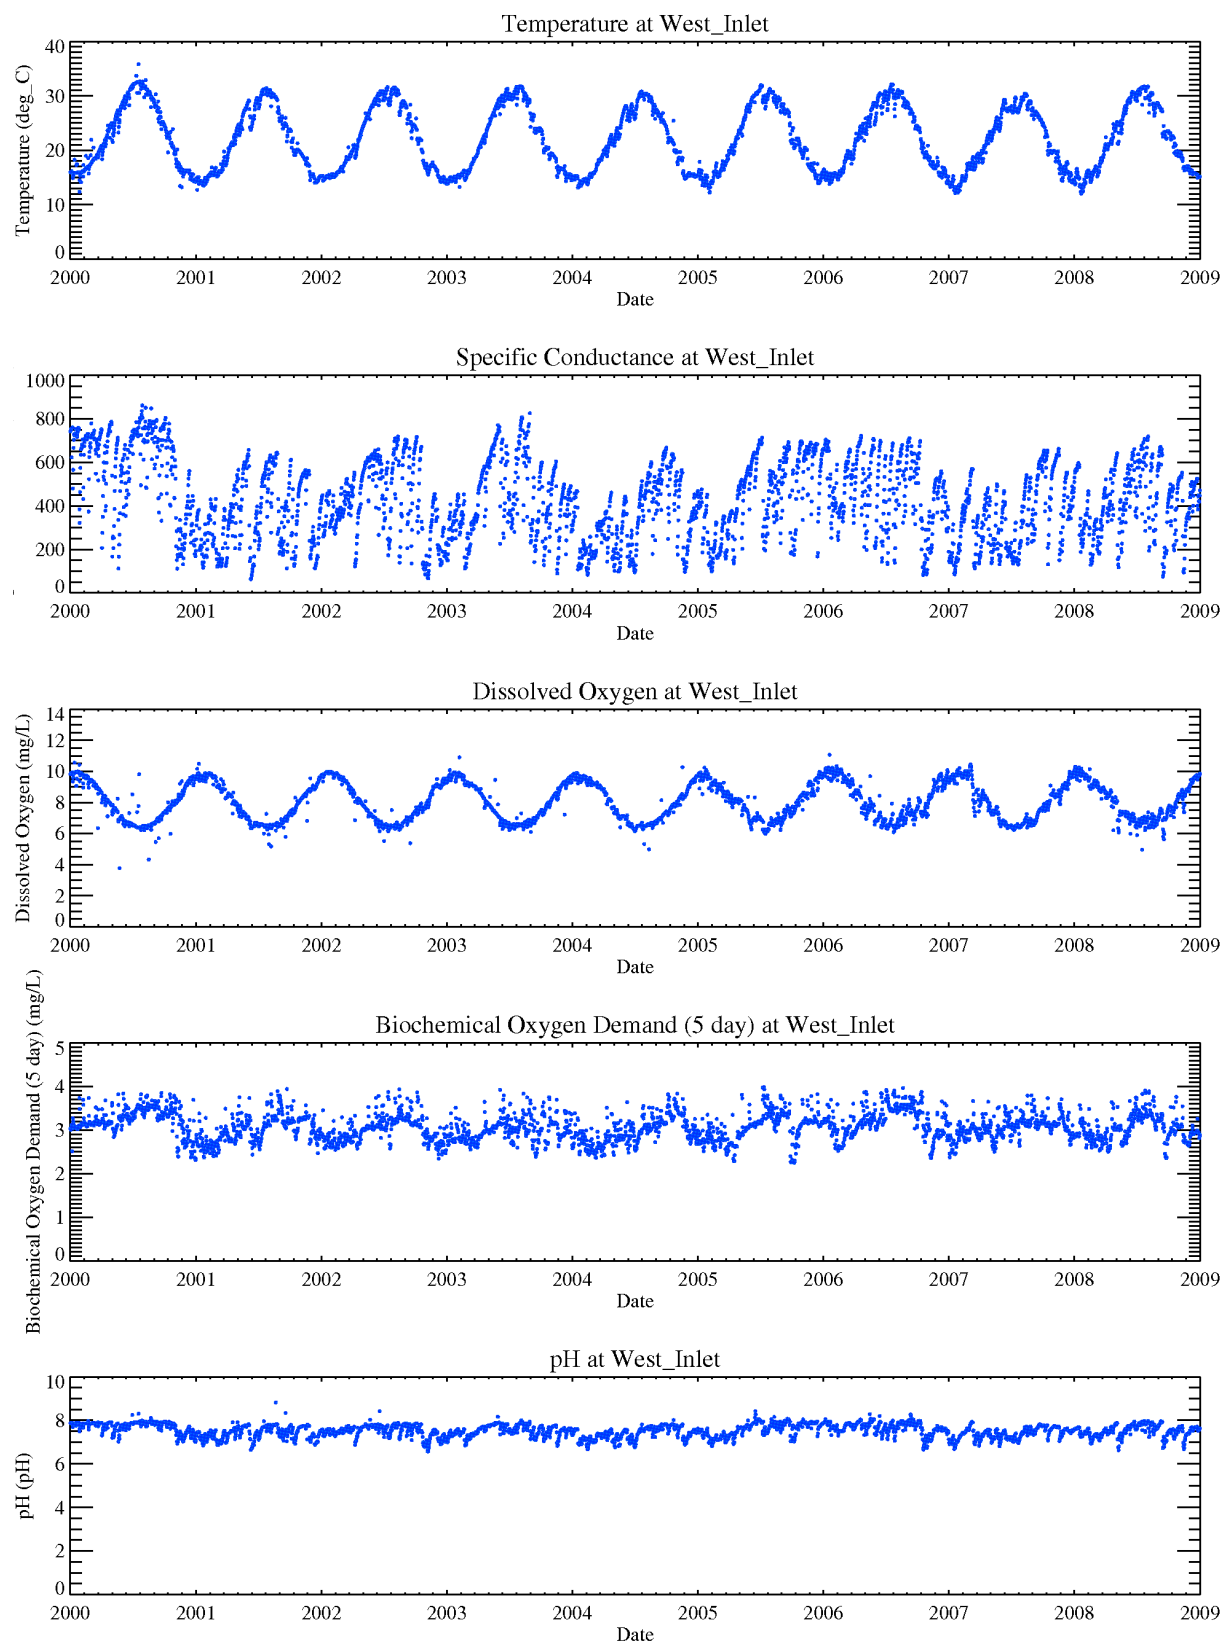 Temperature at West_Inlet
Temperature (deg_C)
40
30
20
10
0
2000 2001 2002 2003 2004 2005 2006 2007 2008 2009
Date
Specific Conductance at West_Inlet
1000
800
600
400
200
0
2000 2001 2002 2003 2004 2005 2006 2007 2008 2009
Date
Dissolved Oxygen at West_Inlet
Dissolved Oxygen (mg/L)
14
12
10
8
6
4
2
0
2000 2001 2002 2003 2004 2005 2006 2007 2008 2009
Date
Biochemical Oxygen Demand (5 day) at West_Inlet
Biochemical Oxygen Demand (5 day) (mg/L)
5
4
3
2
1
0
2000 2001 2002 2003 2004 2005 2006 2007 2008 2009
Date
pH at West_Inlet
pH (pH)
10
8
6
4
2
0
2000 2001 2002 2003 2004 2005 2006 2007 2008 2009
Date